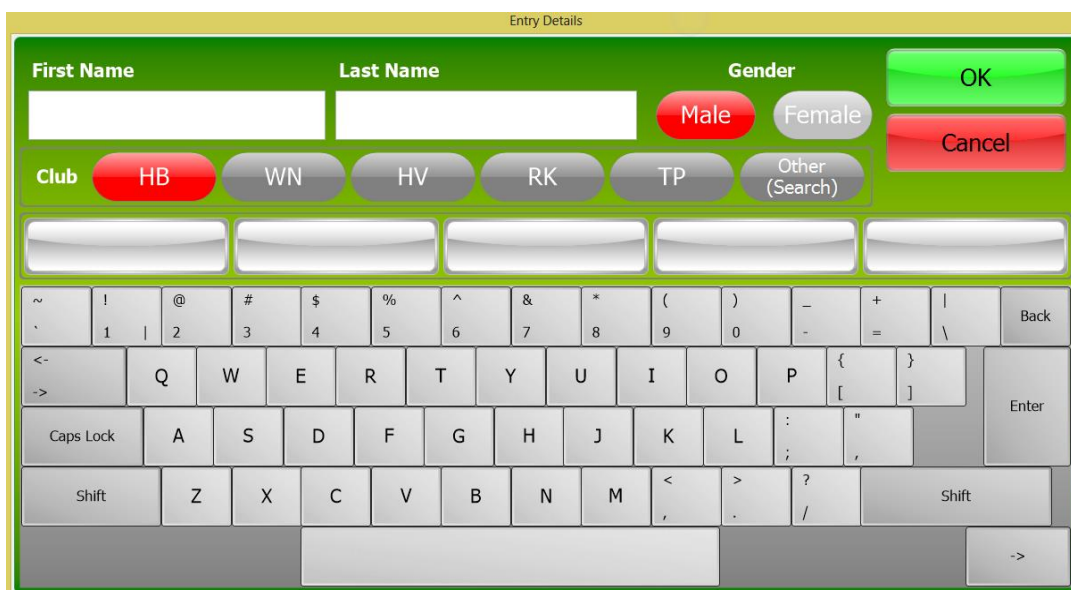 Entry Details
First Name Last Name Gender OK
Male Female
Cancel
Club HB WN HV RK TP Other
(Search)
~ ! @ # $ % ^ & * ( ) _ + | Back
` 1 | 2 3 4 5 6 7 8 9 0 - = \
<- Q W E R T Y U I O P { }
-> [ ] Enter
Caps Lock A S D F G H J K L : "
; ,
Shift Z X C V B N M < > ? Shift
, . /
->